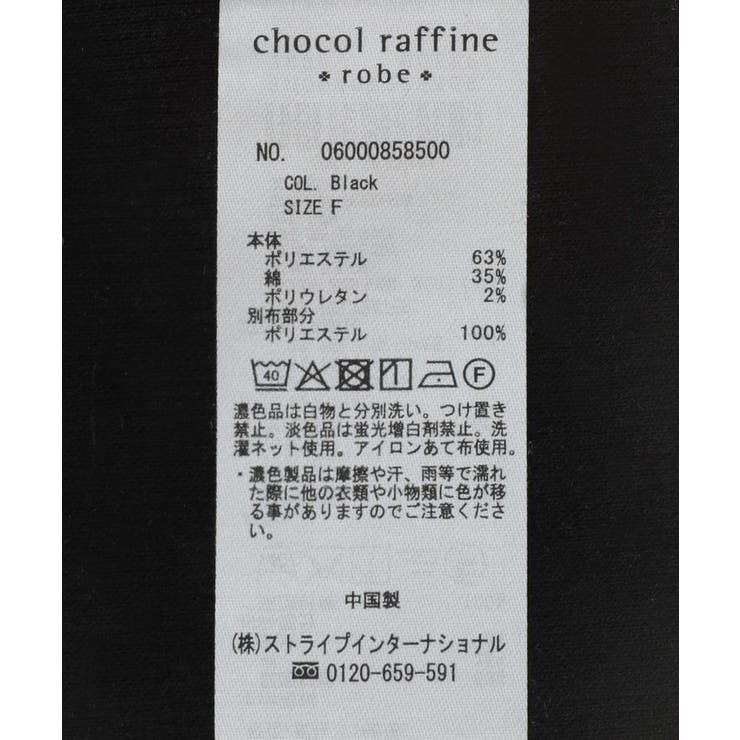 chocol raffine
robe
NO. 06000858500
COL. Black
SIZE F
本体
ポリエステル 63%
綿 35%
ポリウレタン 2%
別布部分
ポリエステル 100%
40 F
濃色品は白物と分別洗い。つけ置き
禁止。淡色品は蛍光増白剤禁止。洗
濯ネット使用。アイロンあて布使用。
・濃色製品は摩擦や汗、雨等で濡れ
た際に他の衣類や小物類に色が移
る事がありますのでご注意くださ
い。
中国製
(株)ストライプインターナショナル
0120-659-591